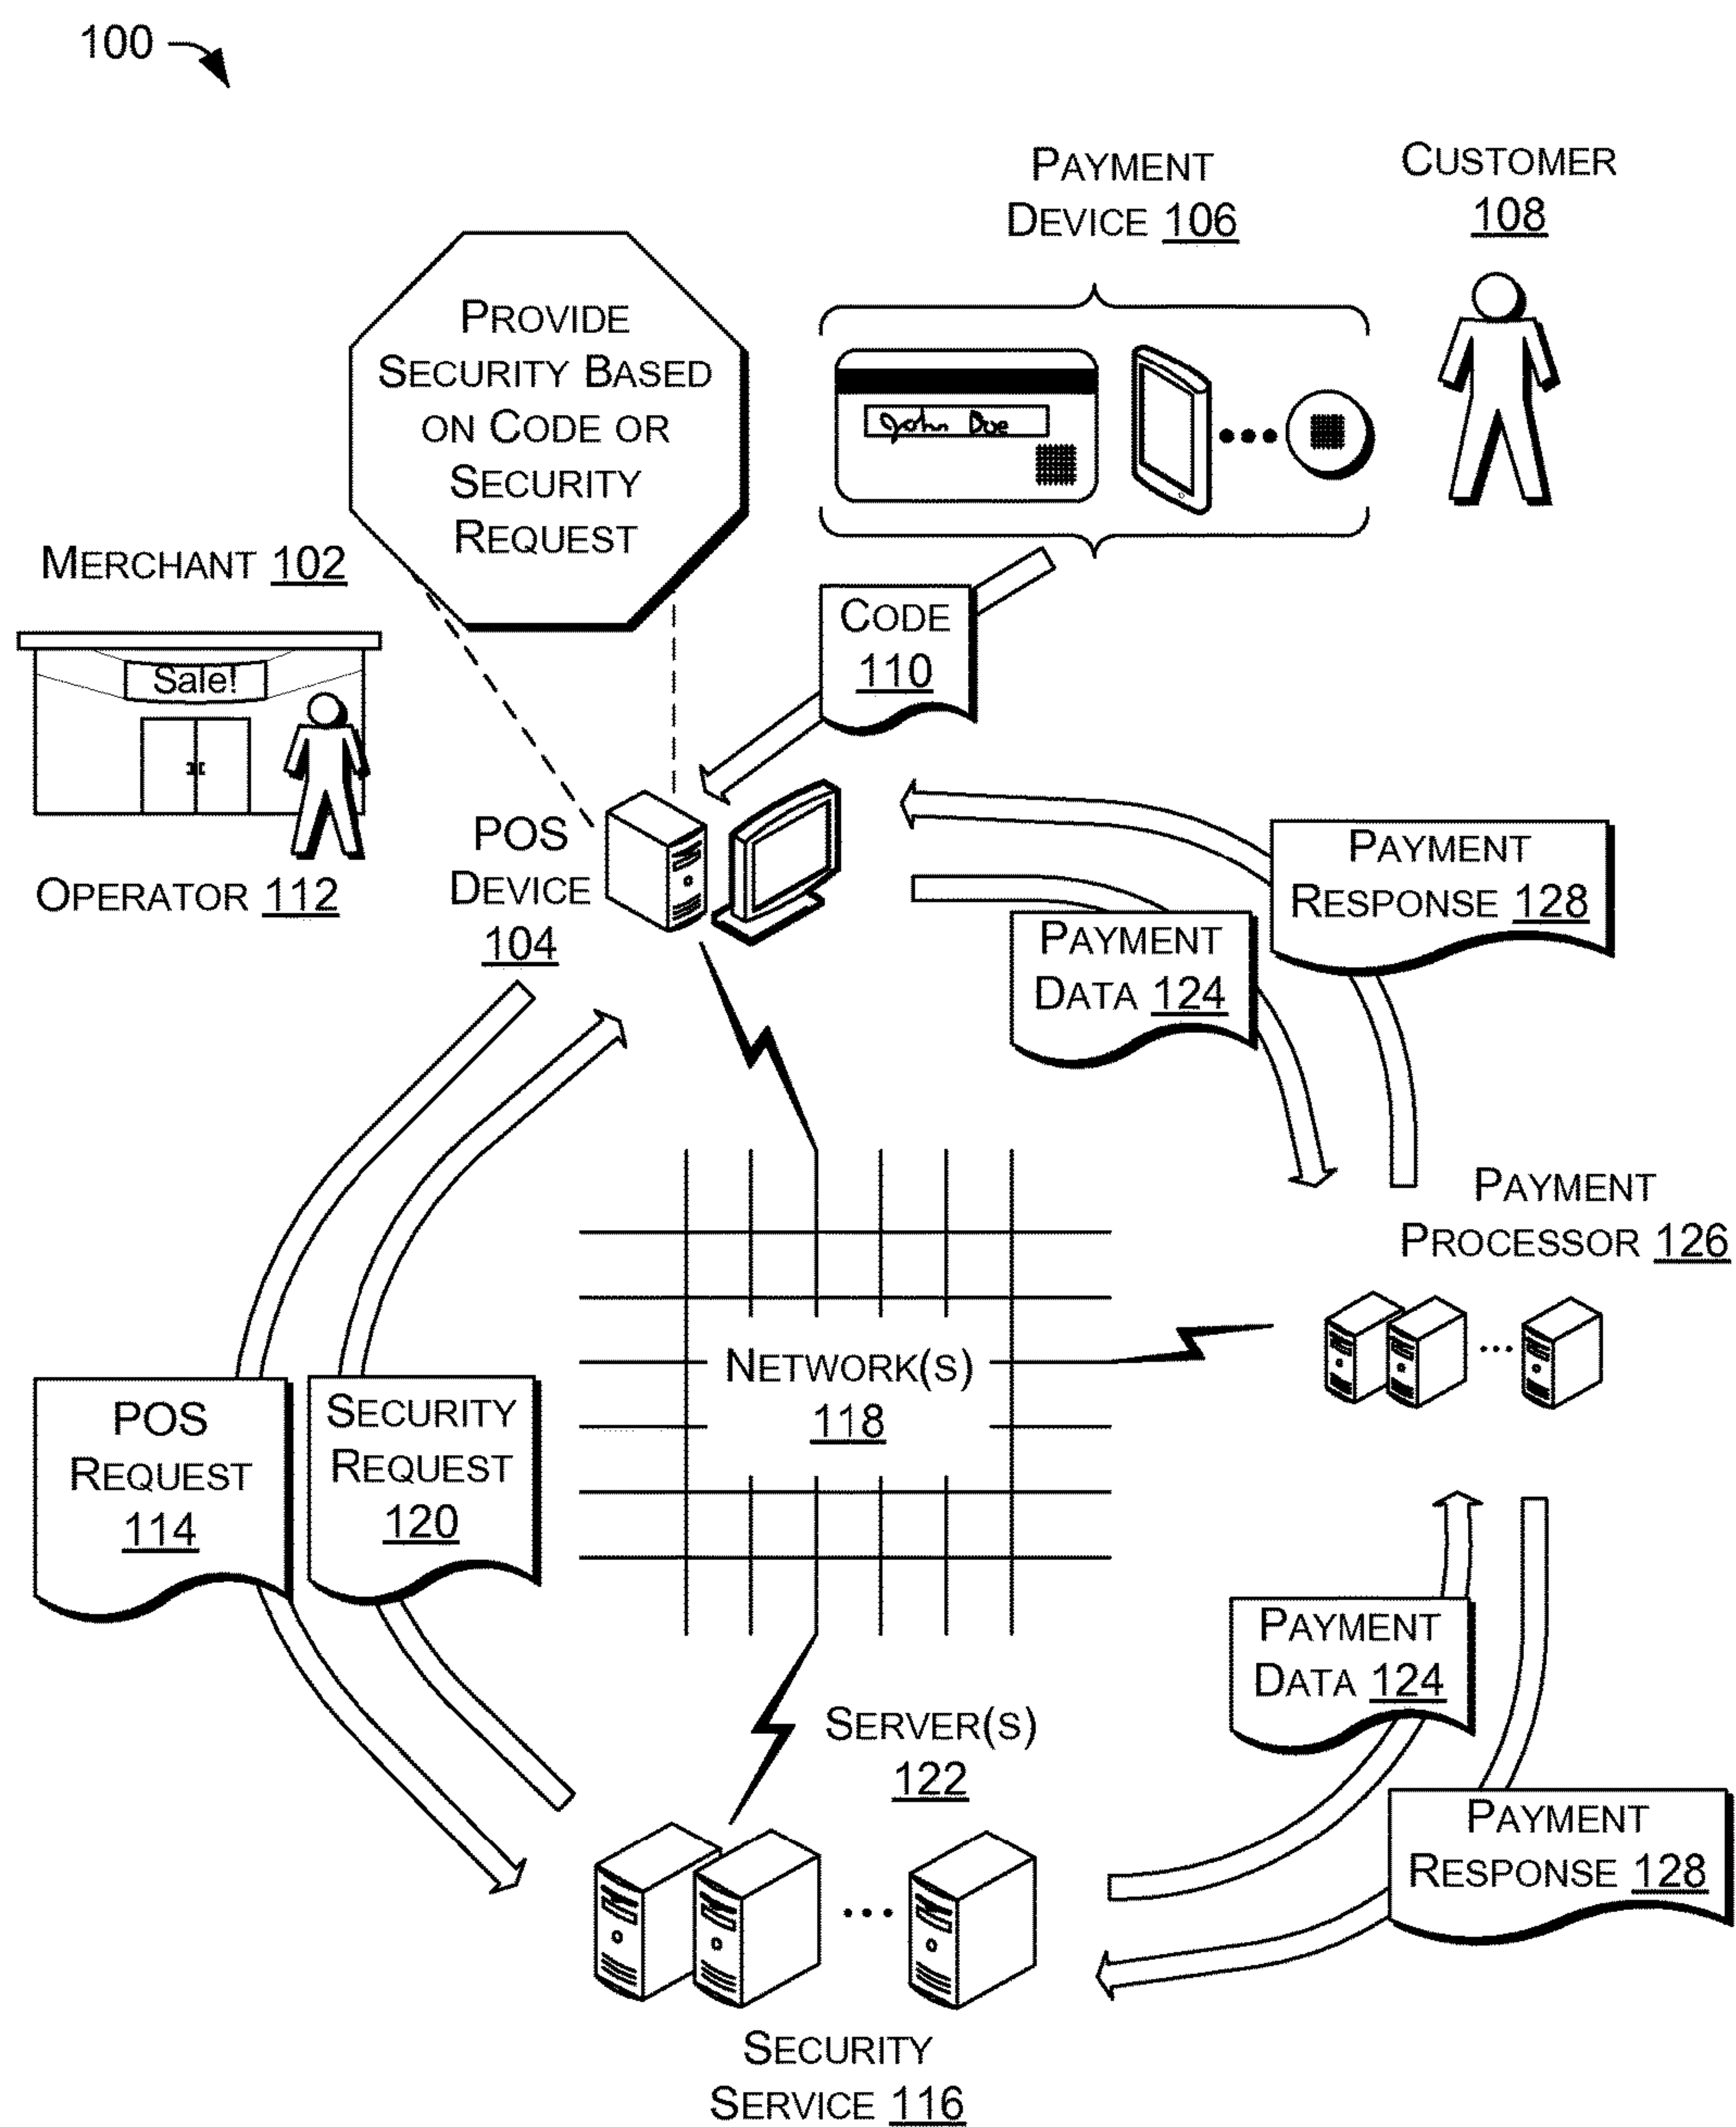 100
PAYMENT
DEVICE 106
CUSTOMER
108
PROVIDE
SECURITY BASED
ON CODE OR
SECURITY
REQUEST
John Doe
MERCHANT 102
Sale!
OPERATOR 112
CODE
110
POS
DEVICE
104
PAYMENT
RESPONSE 128
PAYMENT
DATA 124
PAYMENT
PROCESSOR 126
NETWORK(S)
118
POS
REQUEST
114
SECURITY
REQUEST
120
PAYMENT
DATA 124
SERVER(S)
122
PAYMENT
RESPONSE 128
SECURITY
SERVICE 116